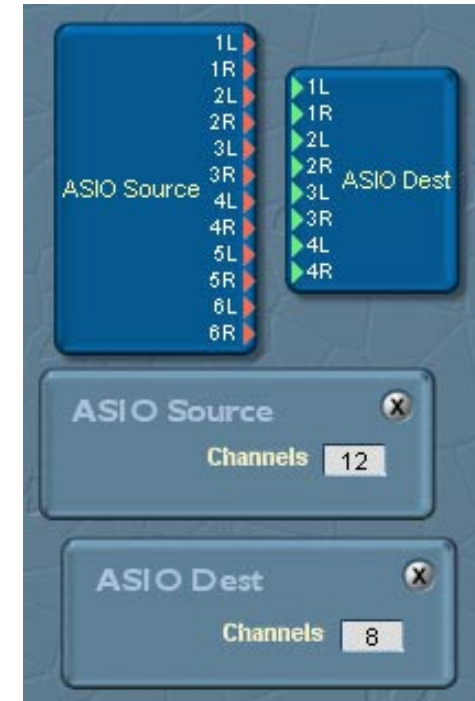 1L
1R
2L
2R
3L
3R
4L
4R
5L
5R
6L
6R
ASIO Source
1L
1R
2L
2R
3L
3R
4L
4R
ASIO Dest
ASIO Source
X
Channels 12
ASIO Dest
X
Channels 8